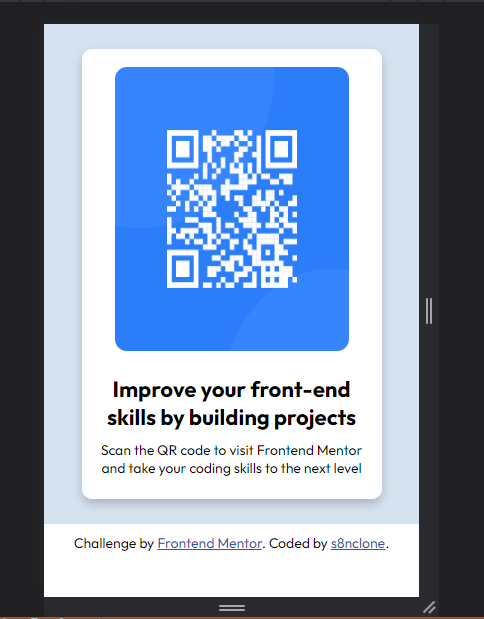 Improve your front-end
skills by building projects
Scan the QR code to visit Frontend Mentor
and take your coding skills to the next level
Challenge by Frontend Mentor. Coded by s8nclone.